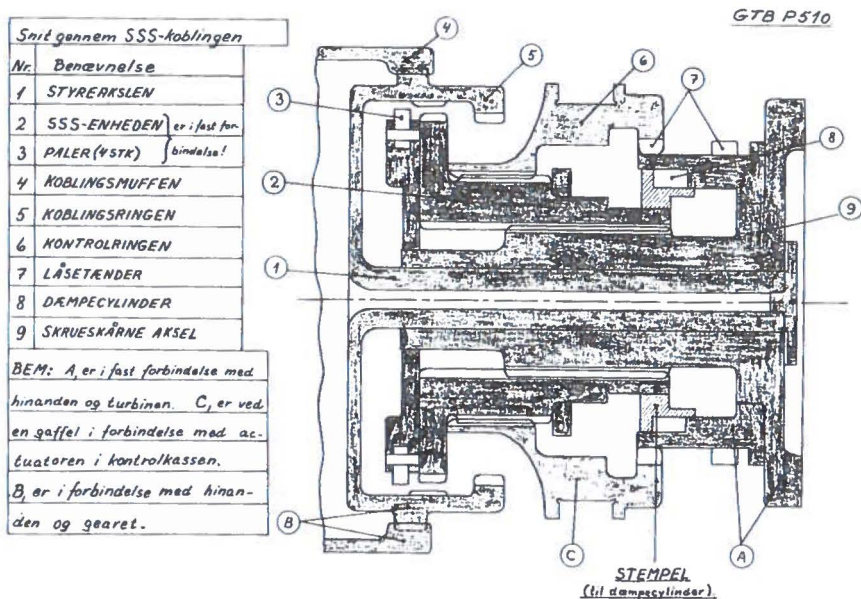 GTB P510
Snit gennem SSS-koblingen
Nr. Benævnelse
1 STYREAKSLEN
2 SSS-ENHEDEN } er i fast for-
3 PALER (4 STK) } bindelse!
4 KOBLINGSMUFFEN
5 KOBLINGSRINGEN
6 KONTROLRINGEN
7 LÅSETÆNDER
8 DÆMPECYLINDER
9 SKRUESKÅRNE AKSEL
BEM: A, er i fast forbindelse med
hinanden og turbinen. C, er ved
en gaffel i forbindelse med ac-
tuatoren i kontrolkassen.
B, er i forbindelse med hinan-
den og gearet.
4
5
6
7
3
8
2
9
1
B
C
A
STEMPEL
(til dæmpecylinder).